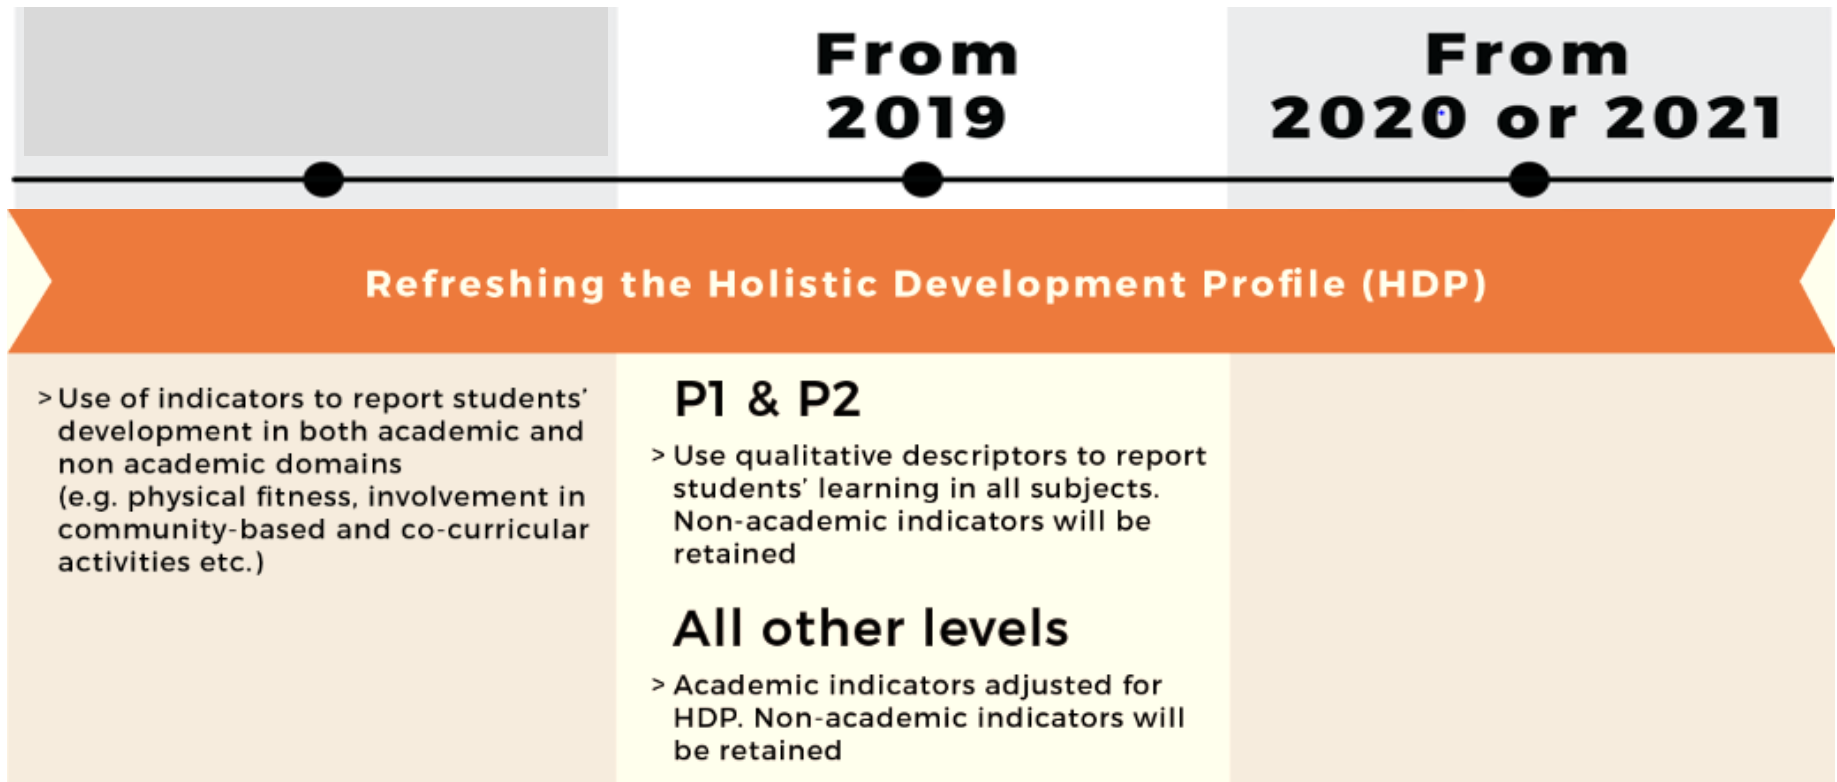 From
2019
From
2020 or 2021
Refreshing the Holistic Development Profile (HDP)
> Use of indicators to report students'
development in both academic and
non academic domains
(e.g. physical fitness, involvement in
community-based and co-curricular
activities etc.)
P1 & P2
> Use qualitative descriptors to report
students' learning in all subjects.
Non-academic indicators will be
retained
All other levels
> Academic indicators adjusted for
HDP. Non-academic indicators will
be retained